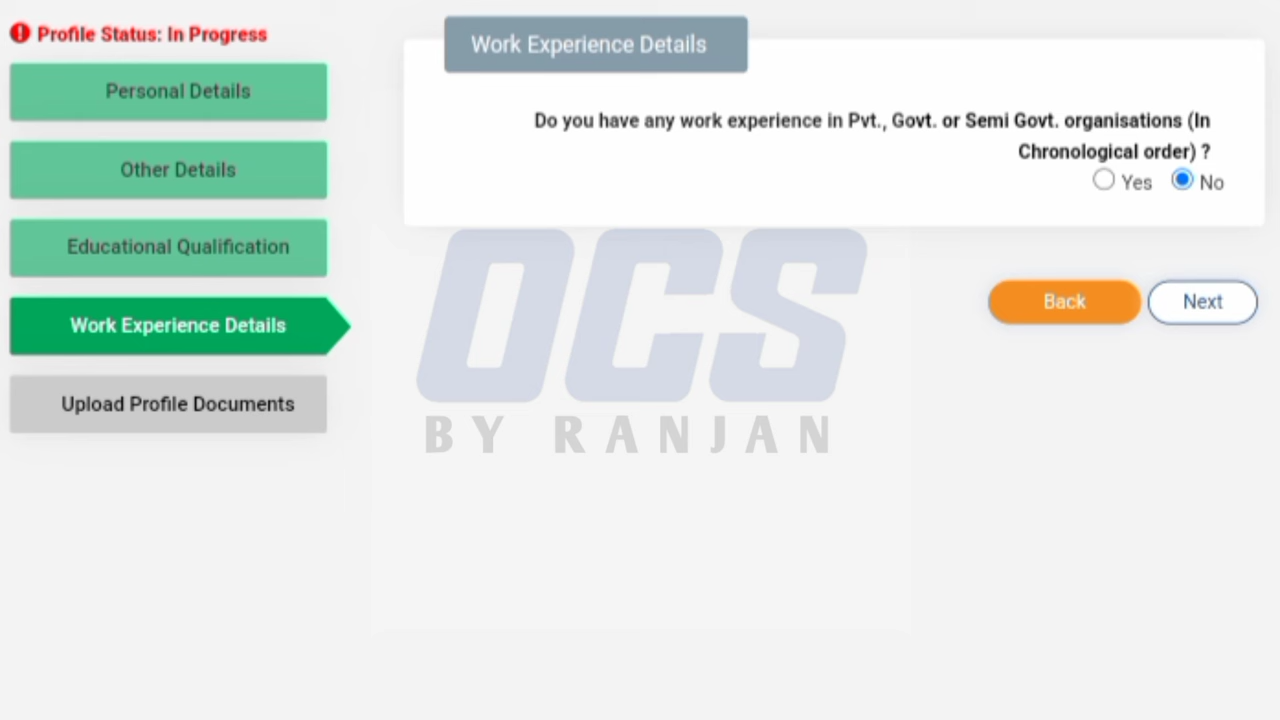 Profile Status: In Progress
Personal Details
Other Details
Educational Qualification
Work Experience Details
Upload Profile Documents
Work Experience Details
Do you have any work experience in Pvt., Govt. or Semi Govt. organisations (In
Chronological order) ?
Yes No
Back Next
OCS
BY RANJAN